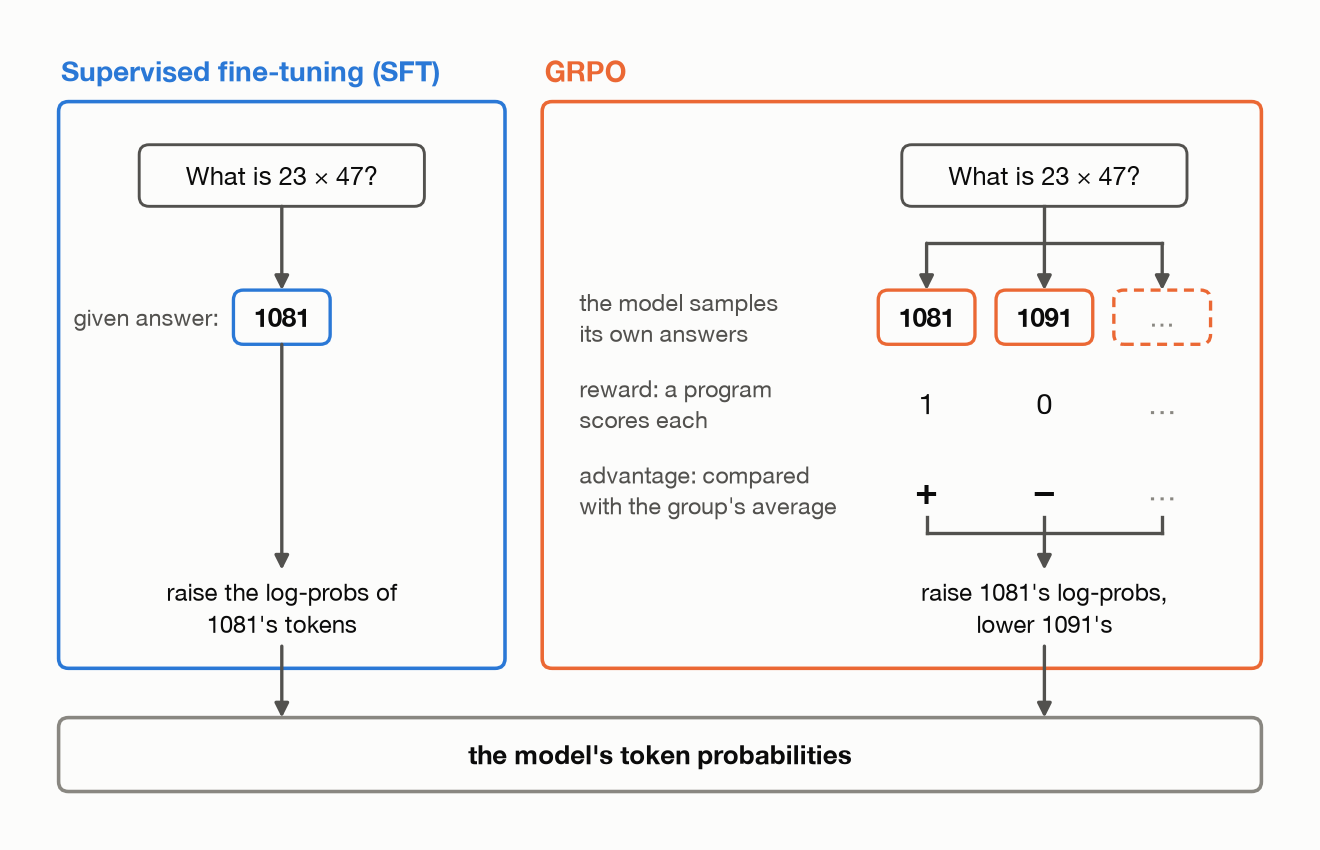 Supervised fine-tuning (SFT)
What is 23 × 47?
given answer:
1081
raise the log-probs of
1081's tokens
GRPO
What is 23 × 47?
the model samples
its own answers
1081
1091
...
reward: a program
scores each
1
0
...
advantage: compared
with the group's average
+
−
...
raise 1081's log-probs,
lower 1091's
the model's token probabilities